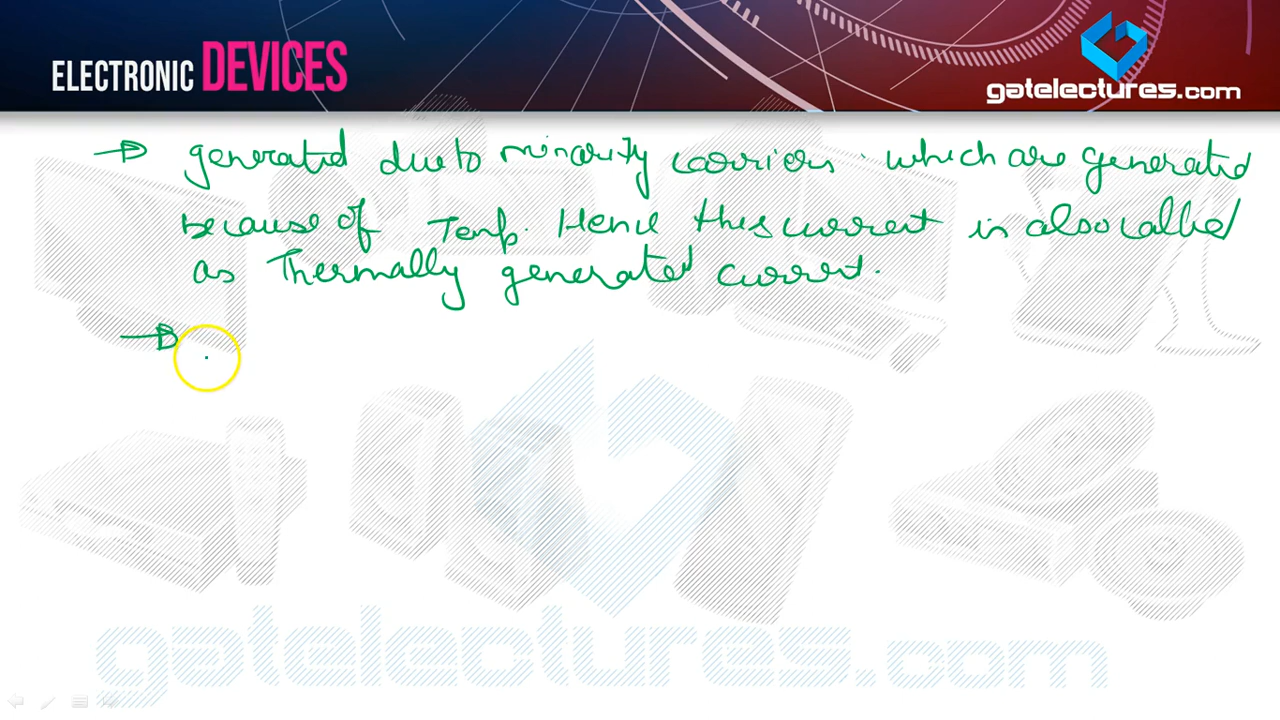 ELECTRONIC DEVICES
gatelectures.com
generated due to minority carriers. which are generated
because of Temp. Hence this current is also called
as Thermally generated current.
gatelectures.com